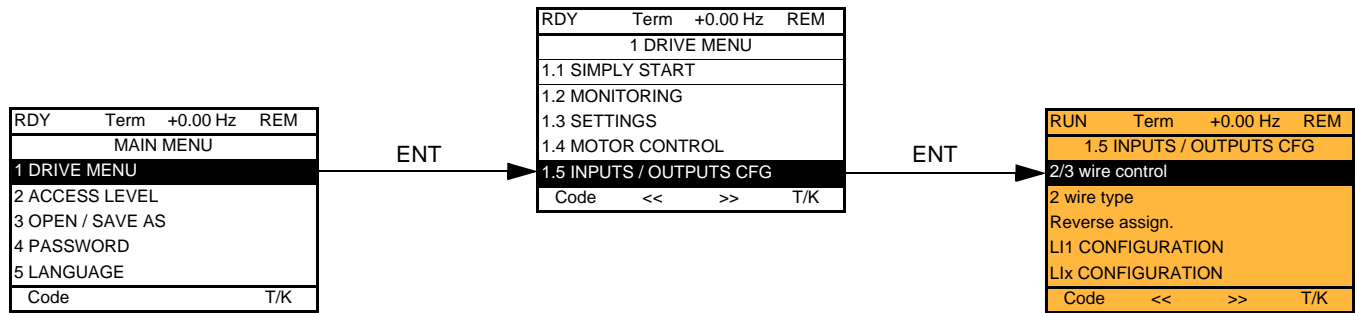 RDY Term +0.00 Hz REM
MAIN MENU
1 DRIVE MENU
2 ACCESS LEVEL
3 OPEN / SAVE AS
4 PASSWORD
5 LANGUAGE
Code T/K
ENT
RDY Term +0.00 Hz REM
1 DRIVE MENU
1.1 SIMPLY START
1.2 MONITORING
1.3 SETTINGS
1.4 MOTOR CONTROL
1.5 INPUTS / OUTPUTS CFG
Code << >> T/K
ENT
RUN Term +0.00 Hz REM
1.5 INPUTS / OUTPUTS CFG
2/3 wire control
2 wire type
Reverse assign.
LI1 CONFIGURATION
LIx CONFIGURATION
Code << >> T/K